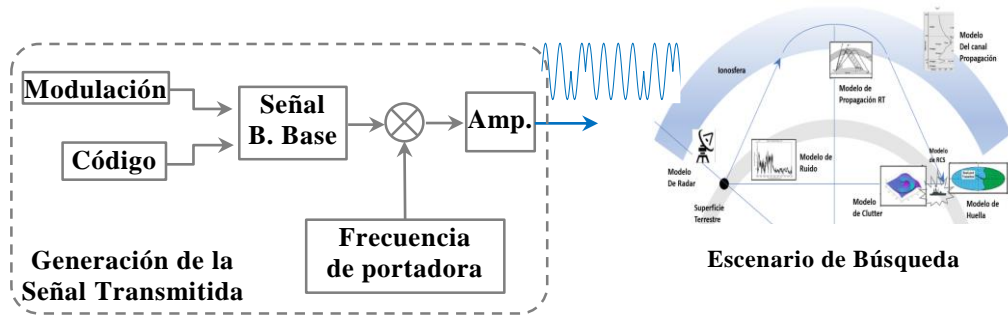 Modulación
Código
Señal
B. Base
Amp.
Frecuencia
de portadora
Generación de la
Señal Transmitida
Ionosfera
Modelo
Del canal
Propagación
Modelo de
Propagación RT
Modelo
De Radar
Modelo de
Ruido
Superficie
Terrestre
Modelo
de Clutter
Modelo
de RCS
Modelo de
Huella
Escenario de Búsqueda